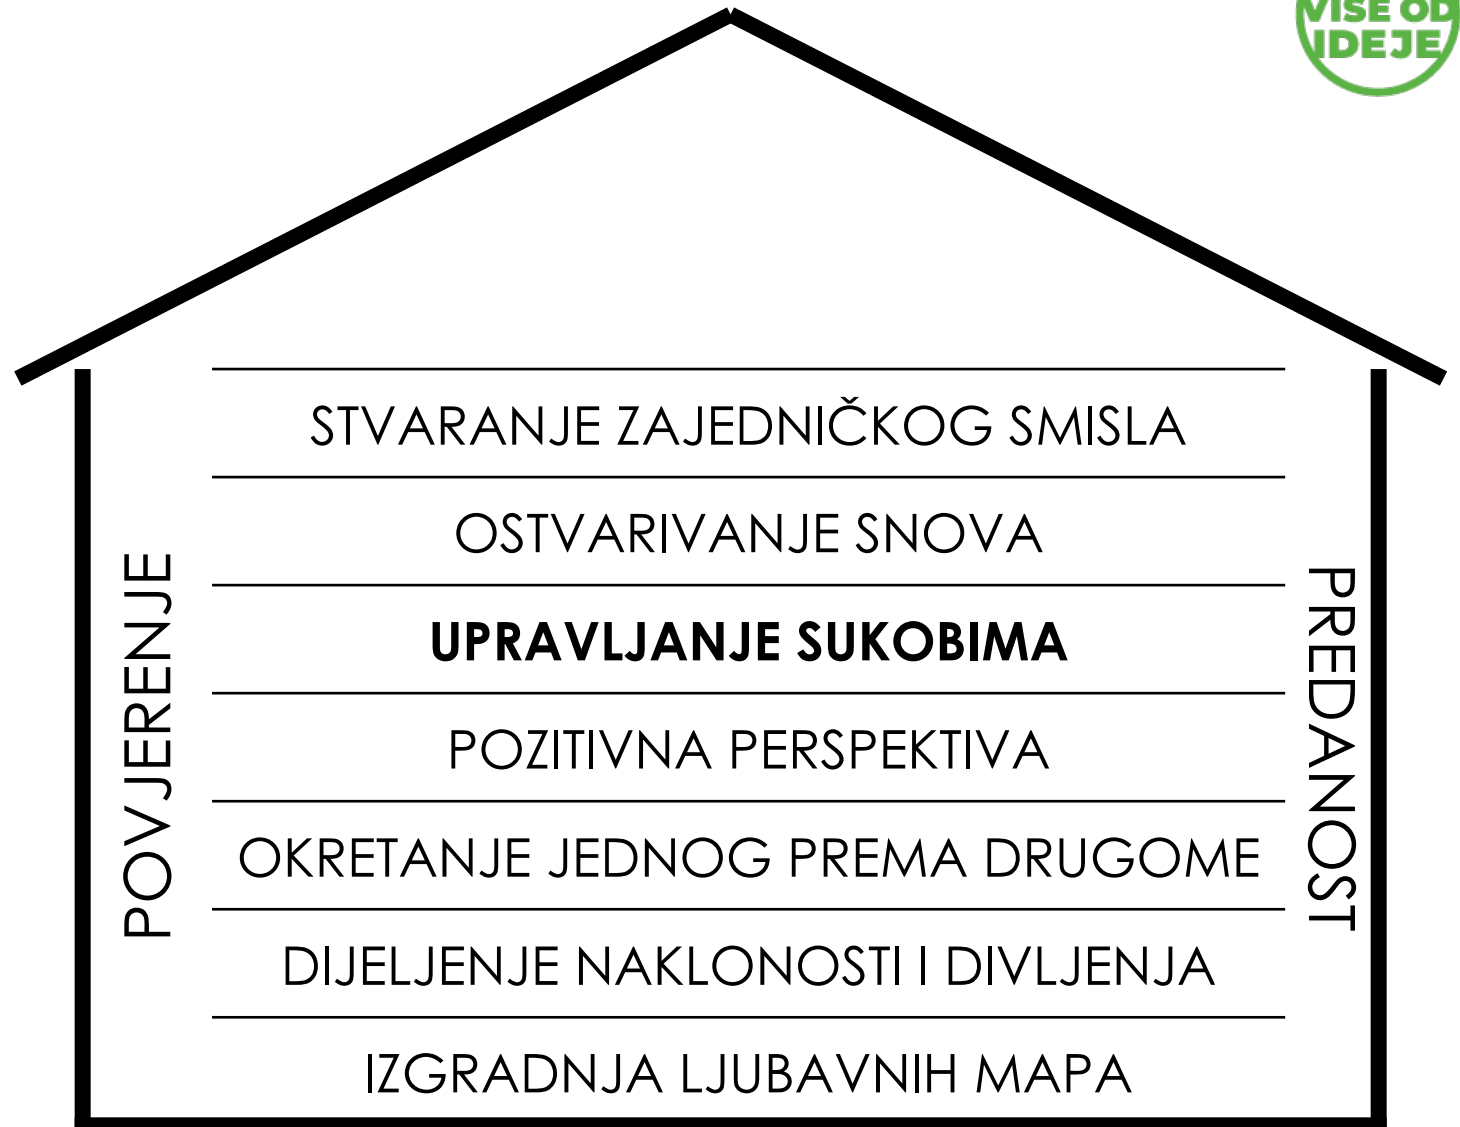 VIŠE OD
IDEJE
STVARANJE ZAJEDNIČKOG SMISLA
OSTVARIVANJE SNOVA
UPRAVLJANJE SUKOBIMA
POZITIVNA PERSPEKTIVA
OKRETANJE JEDNOG PREMA DRUGOME
DIJELJENJE NAKLONOSTI I DIVLJENJA
IZGRADNJA LJUBAVNIH MAPA
POVJERENJE
PREDANOST